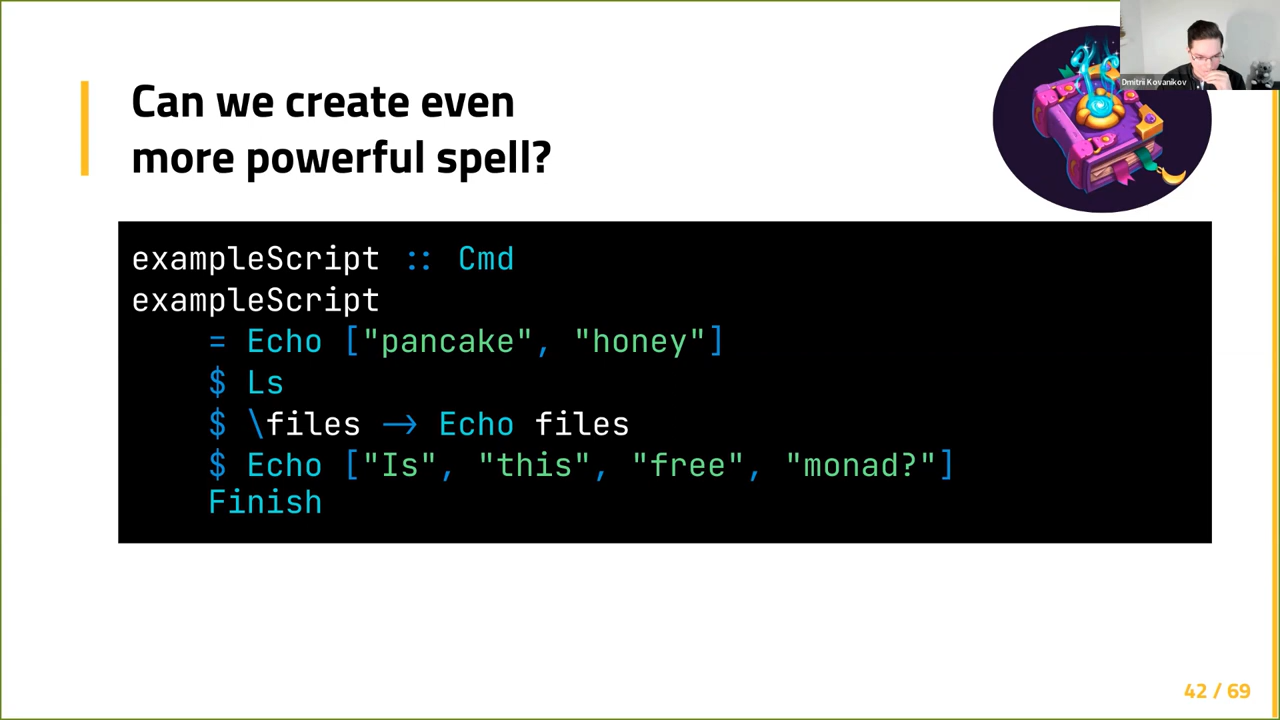 Can we create even
more powerful spell?
Dmitrii Kovanikov
exampleScript :: Cmd
exampleScript
= Echo ["pancake", "honey"]
$ Ls
$ \files -> Echo files
$ Echo ["Is", "this", "free", "monad?"]
Finish
42 / 69